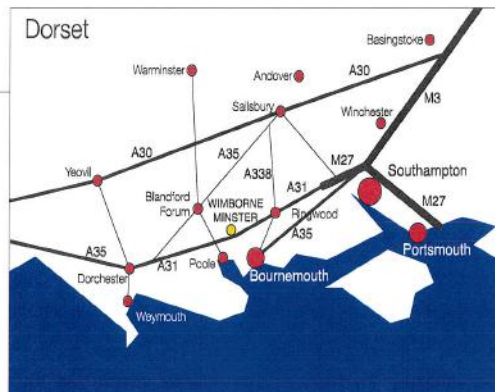 Dorset
Basingstoke
Warminster
Andover
A30
Salisbury
Winchester
M3
A30
A35
M27
Yeovil
A338
Southampton
Blandford
Forum
WIMBORNE
MINSTER
A31
Ringwood
M27
A35
A35
A31
Poole
Portsmouth
Dorchester
Bournemouth
Weymouth